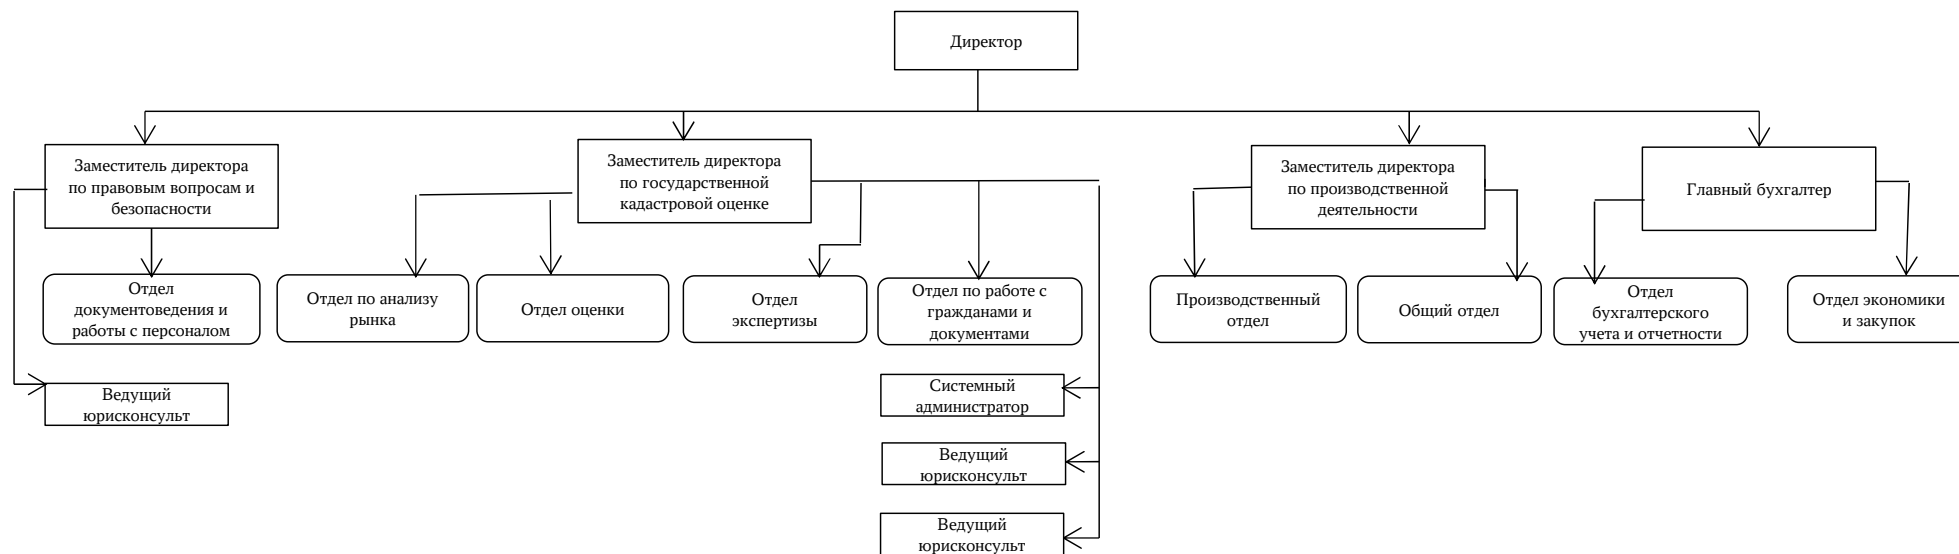 Директор
Заместитель директора
по правовым вопросам и
безопасности
Заместитель директора
по государственной
кадастровой оценке
Заместитель директора
по производственной
деятельности
Главный бухгалтер
Отдел
документоведения и
работы с персоналом
Отдел по анализу
рынка
Отдел оценки
Отдел
экспертизы
Отдел по работе с
гражданами и
документами
Производственный
отдел
Общий отдел
Отдел
бухгалтерского
учета и отчетности
Отдел экономики
и закупок
Ведущий
юрисконсульт
Системный
администратор
Ведущий
юрисконсульт
Ведущий
юрисконсульт